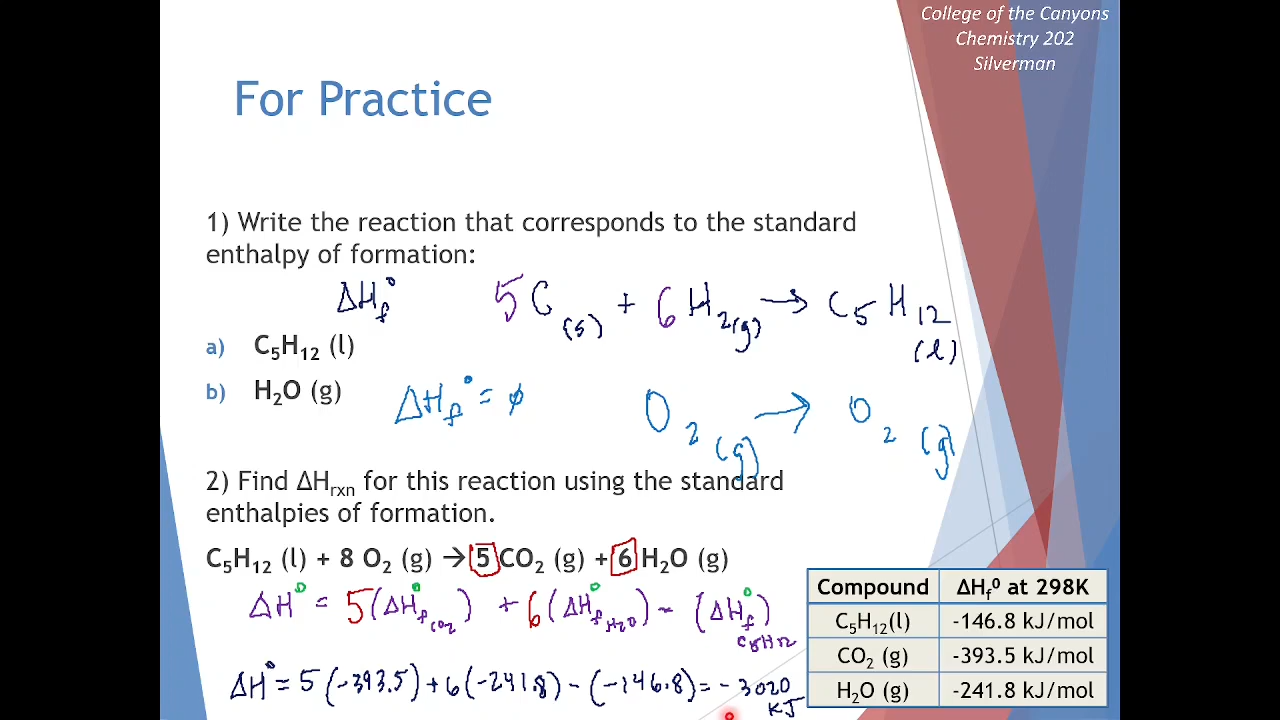 College of the Canyons
Chemistry 202
Silverman
For Practice
1) Write the reaction that corresponds to the standard
enthalpy of formation:
ΔHf° 5 C(s) + 6 H2(g) → C5H12 (l)
a) C5H12 (l)
b) H2O (g)
ΔHf° = ϕ O2(g) → O2(g)
2) Find ΔHrxn for this reaction using the standard
enthalpies of formation.
C5H12 (l) + 8 O2 (g) → 5 CO2 (g) + 6 H2O (g)
ΔH° = 5(ΔHf°CO2) + 6(ΔHf°H2O) - (ΔHf°)C5H12
ΔH° = 5(-393.5) + 6(-241.8) - (-146.8) = -3020 KJ
Compound ΔHf⁰ at 298K
C5H12(l) -146.8 kJ/mol
CO2 (g) -393.5 kJ/mol
H2O (g) -241.8 kJ/mol